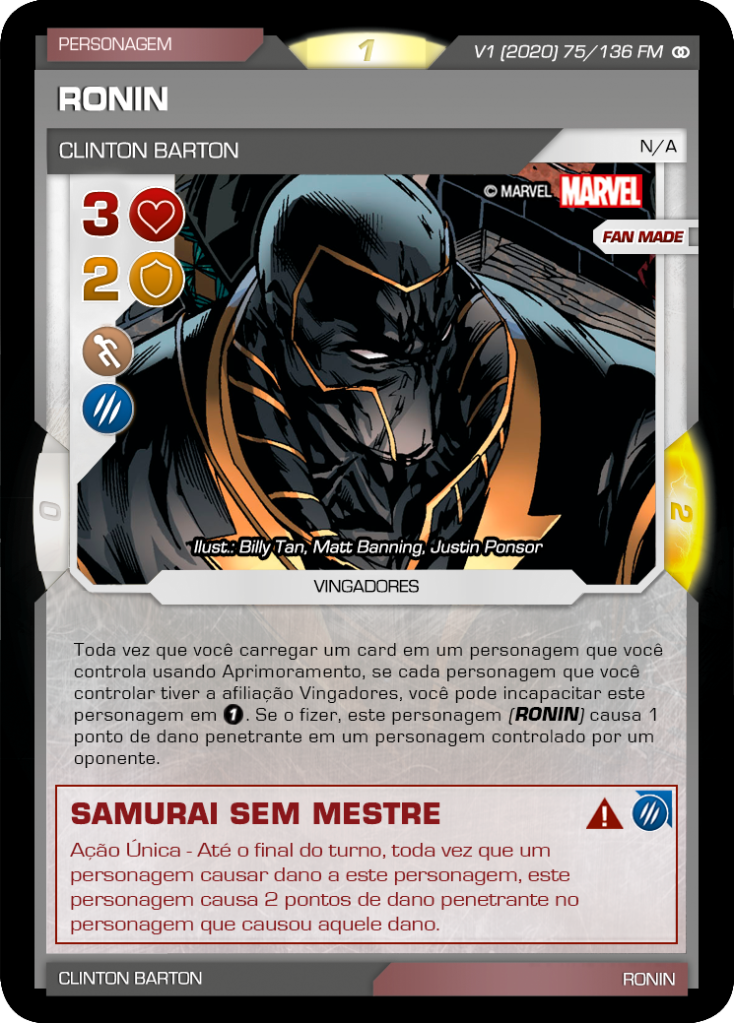 PERSONAGEM
1
V1 (2020) 75/136 FM
RONIN
CLINTON BARTON
N/A
© MARVEL MARVEL
3
FAN MADE
2
0
2
Ilust.: Billy Tan, Matt Banning, Justin Ponsor
VINGADORES
Toda vez que você carregar um card em um personagem que você
controla usando Aprimoramento, se cada personagem que você
controlar tiver a afiliação Vingadores, você pode incapacitar este
personagem em 1. Se o fizer, este personagem (RONIN) causa 1
ponto de dano penetrante em um personagem controlado por um
oponente.
SAMURAI SEM MESTRE
Ação Única - Até o final do turno, toda vez que um
personagem causar dano a este personagem, este
personagem causa 2 pontos de dano penetrante no
personagem que causou aquele dano.
CLINTON BARTON
RONIN